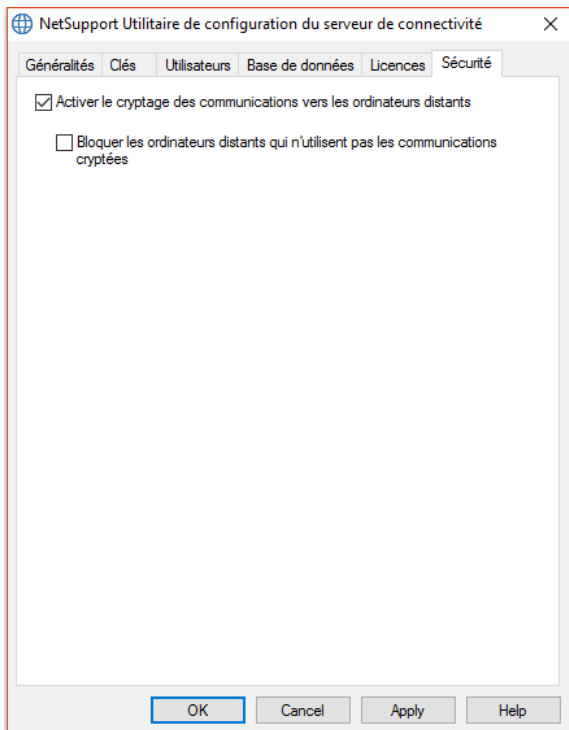 NetSupport Utilitaire de configuration du serveur de connectivité
Généralités Clés Utilisateurs Base de données Licences Sécurité
Activer le cryptage des communications vers les ordinateurs distants
Bloquer les ordinateurs distants qui n'utilisent pas les communications
cryptées
OK Cancel Apply Help